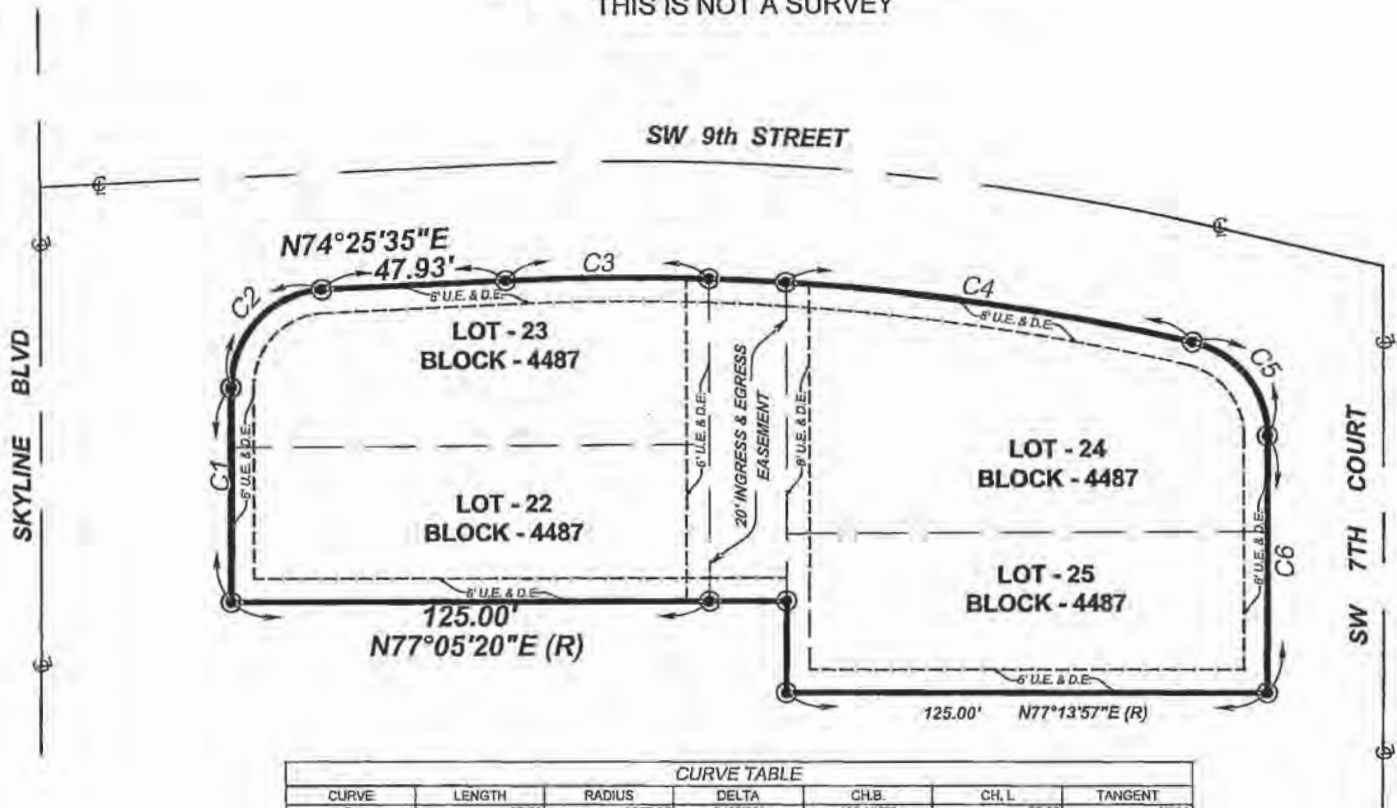 THIS IS NOT A SURVEY
SW 9th STREET
N74°25'35"E
47.93'
C3
C2
C4
C5
6' U.E. & D.E.
6' U.E. & D.E.
LOT - 23
BLOCK - 4487
SKYLINE BLVD
C1
6' U.E. & D.E.
6' U.E. & D.E.
20' INGRESS & EGRESS
EASEMENT
6' U.E. & D.E.
LOT - 24
BLOCK - 4487
SW 7TH COURT
LOT - 22
BLOCK - 4487
6' U.E. & D.E.
C6
LOT - 25
BLOCK - 4487
6' U.E. & D.E.
125.00'
N77°05'20"E (R)
6' U.E. & D.E.
125.00' N77°13'57"E (R)
CURVE TABLE
CURVE LENGTH RADIUS DELTA CH.B. CH. L TANGENT